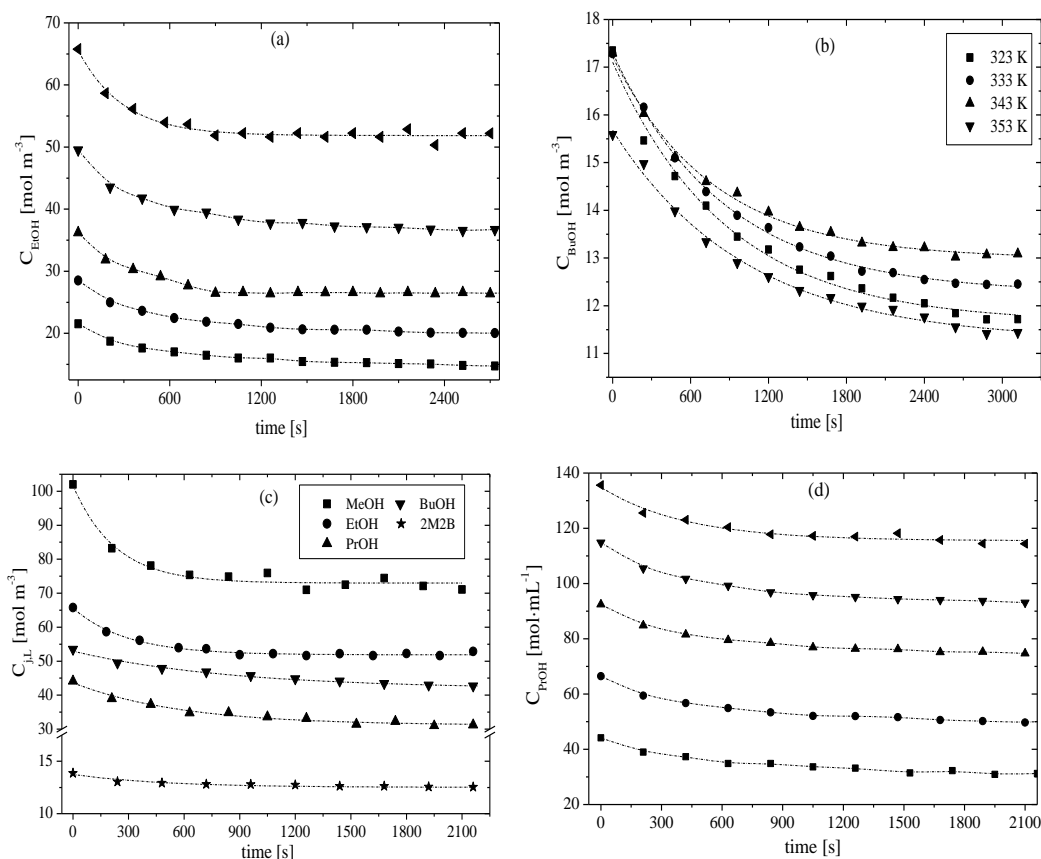 (a)
C_EtOH [mol m⁻³]
70
60
50
40
30
20
0 600 1200 1800 2400
time [s]
(b)
323 K
333 K
343 K
353 K
C_BuOH [mol m⁻³]
18
17
16
15
14
13
12
11
0 600 1200 1800 2400 3000
time [s]
(c)
MeOH BuOH
EtOH 2M2B
PrOH
C_j,L [mol m⁻³]
100
90
80
70
60
50
40
30
15.0
12.5
0 300 600 900 1200 1500 1800 2100
time [s]
(d)
C_PrOH [mol·mL⁻¹]
140
120
100
80
60
40
20
0 300 600 900 1200 1500 1800 2100
time [s]